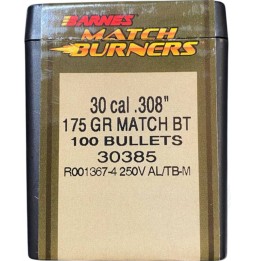 BARNES
MATCH
BURNERS
30 cal .308"
175 GR MATCH BT
100 BULLETS
30385
R001367-4 250V AL/TB-M